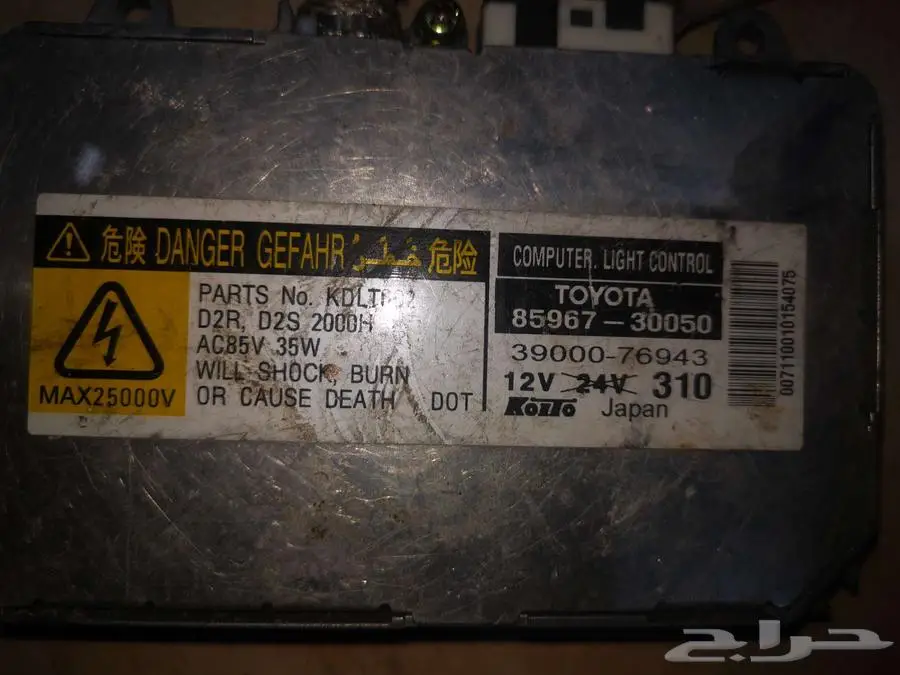 危険 DANGER GEFAHR خطر 危险
MAX25000V
PARTS No.
D2R, D2S 2000H
AC85V 35W
WILL SHOCK, BURN
OR CAUSE DEATH DOT
COMPUTER, LIGHT CONTROL
TOYOTA
85967-30050
39000-76943
12V 24V 310
KOITO Japan
007110010154075
حراج